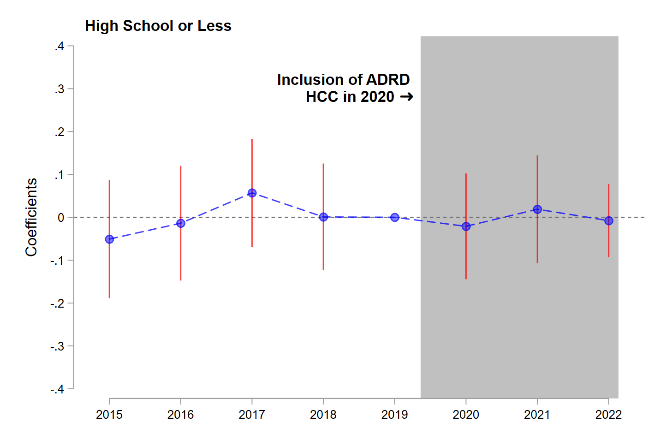 High School or Less
Inclusion of ADRD
HCC in 2020 →
Coefficients
.4
.3
.2
.1
0
-.1
-.2
-.3
-.4
2015 2016 2017 2018 2019 2020 2021 2022